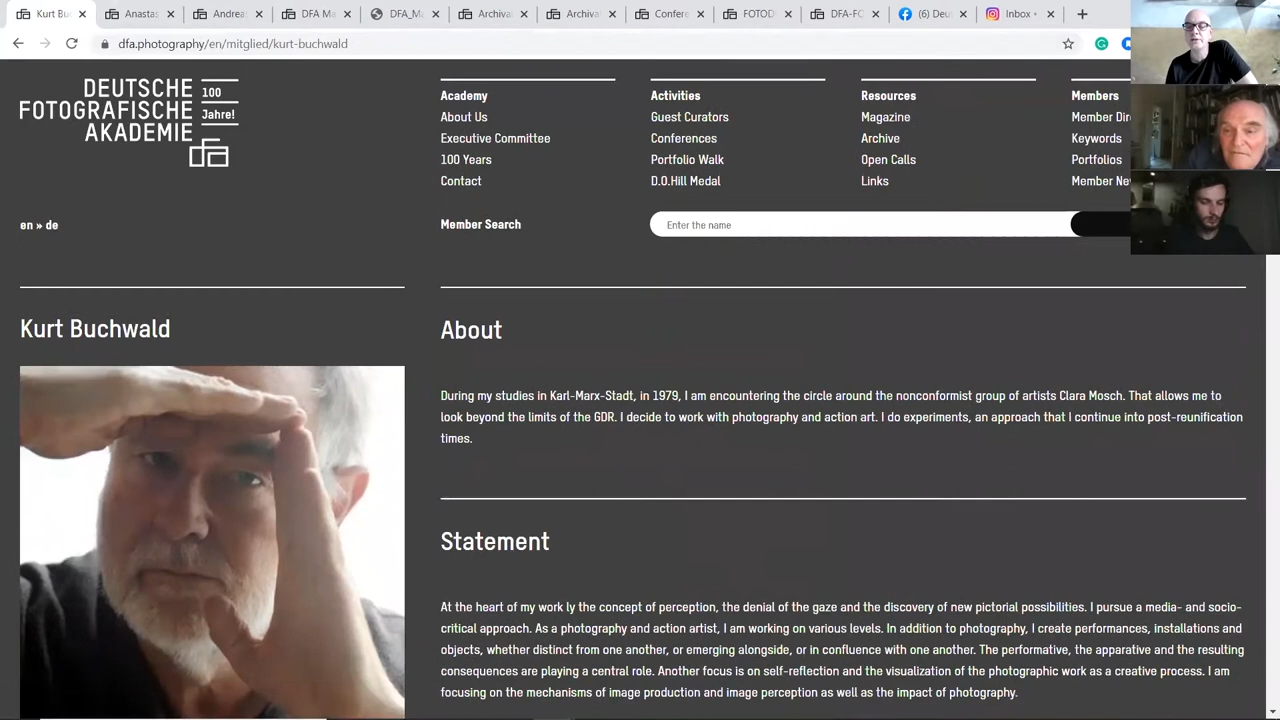 Kurt Bu
Anastas
Andrea
DFA Ma
DFA_M
Archiva
Archiva
Confere
FOTOD
DFA-FO
(6) Deu
Inbox •
dfa.photography/en/mitglied/kurt-buchwald
DEUTSCHE
FOTOGRAFISCHE
AKADEMIE
100
Jahre!
en » de
Academy
About Us
Executive Committee
100 Years
Contact
Activities
Guest Curators
Conferences
Portfolio Walk
D.O.Hill Medal
Resources
Magazine
Archive
Open Calls
Links
Members
Member Dir
Keywords
Portfolios
Member Ne
Member Search
Enter the name
Kurt Buchwald
About
During my studies in Karl-Marx-Stadt, in 1979, I am encountering the circle around the nonconformist group of artists Clara Mosch. That allows me to
look beyond the limits of the GDR. I decide to work with photography and action art. I do experiments, an approach that I continue into post-reunification
times.
Statement
At the heart of my work ly the concept of perception, the denial of the gaze and the discovery of new pictorial possibilities. I pursue a media- and socio-
critical approach. As a photography and action artist, I am working on various levels. In addition to photography, I create performances, installations and
objects, whether distinct from one another, or emerging alongside, or in confluence with one another. The performative, the apparative and the resulting
consequences are playing a central role. Another focus is on self-reflection and the visualization of the photographic work as a creative process. I am
focusing on the mechanisms of image production and image perception as well as the impact of photography.